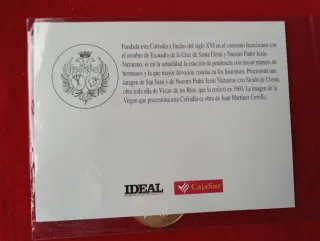 Fundada esta Cofradía a finales del siglo XVI en el convento franciscano con
el nombre de Escuadra de la Cruz de Santa Elena y Nuestro Padre Jesús
Nazareno, es en la actualidad la estación de penitencia con mayor número de
hermanos y la que mayor devoción concita en los linarenses. Procesiona una
imagen de San Juan y de Nuestro Padre Jesús Nazareno con Simón de Cirene,
obra toda ella de Víctor de los Ríos, que la realizó en 1960. La imagen de la
Virgen que procesiona esta Cofradía es obra de Juan Martínez Cerrillo.
IDEAL
CajaSur